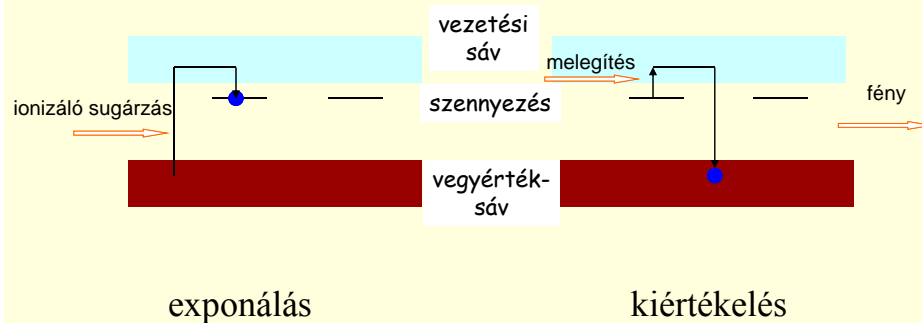 vezetési
sáv
melegítés
ionizáló sugárzás
szennyezés
fény
vegyérték-
sáv
exponálás
kiértékelés